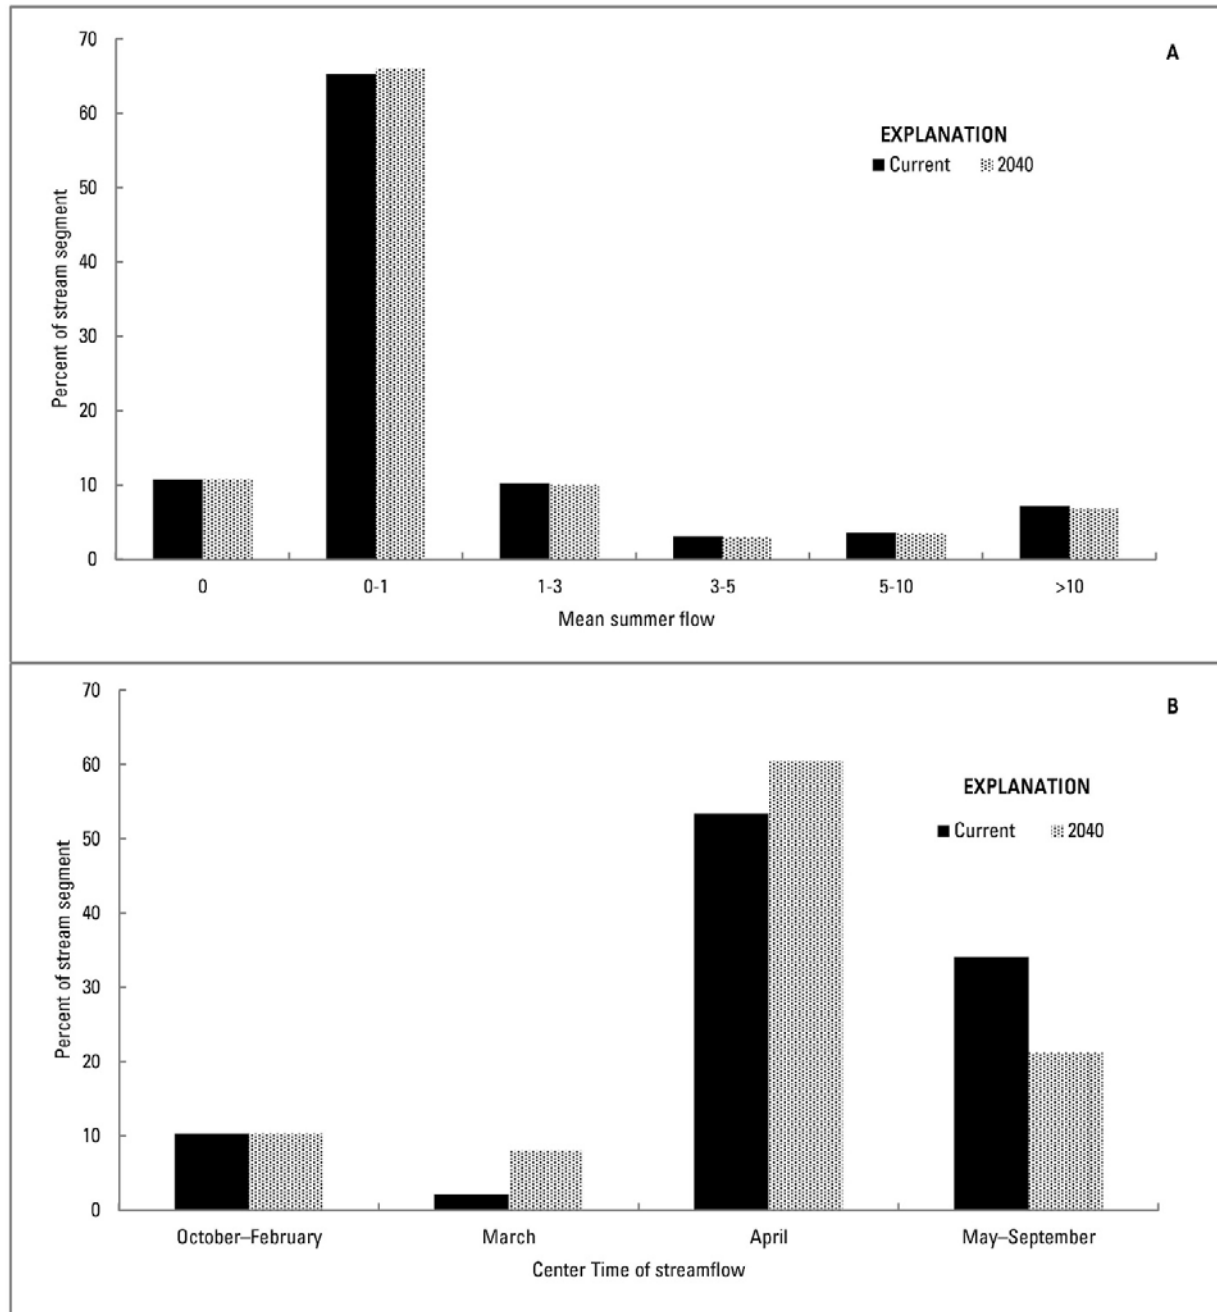 A
EXPLANATION
Current 2040
Percent of stream segment
70
60
50
40
30
20
10
0
0 0-1 1-3 3-5 5-10 >10
Mean summer flow
B
EXPLANATION
Current 2040
Percent of stream segment
70
60
50
40
30
20
10
0
October–February March April May–September
Center Time of streamflow